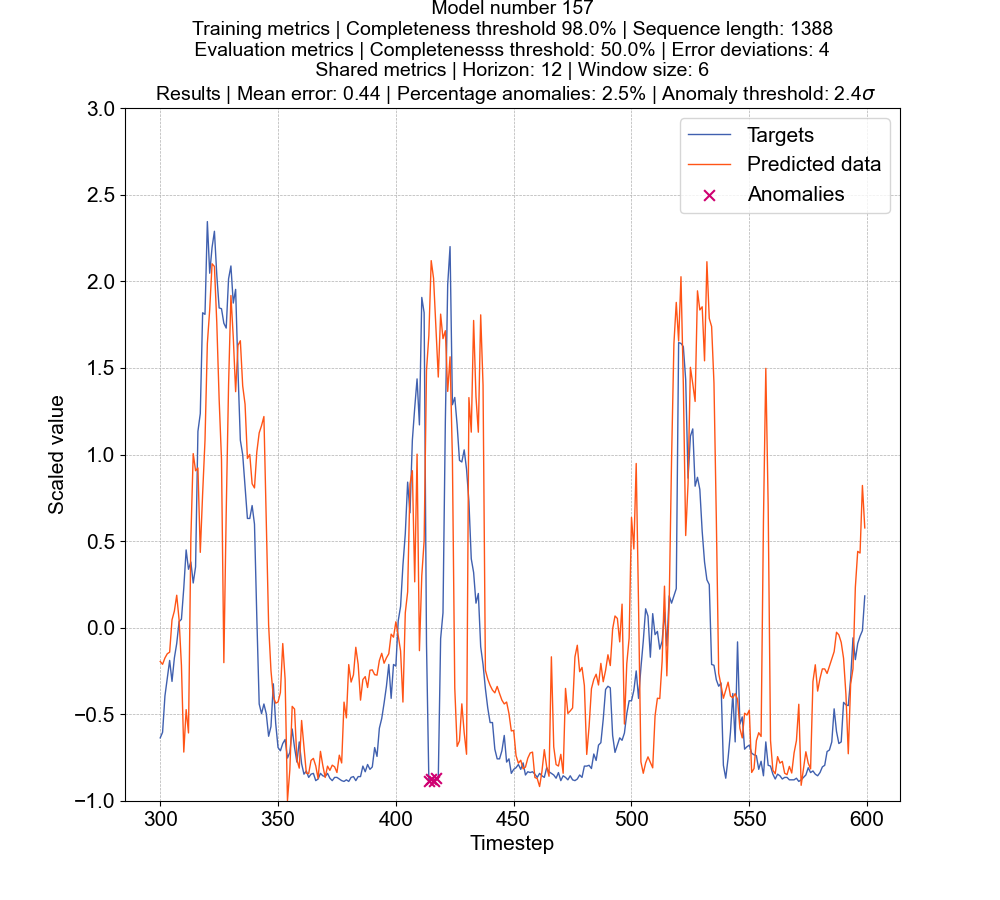 Model number 157
Training metrics | Completeness threshold 98.0% | Sequence length: 1388
Evaluation metrics | Completenesss threshold: 50.0% | Error deviations: 4
Shared metrics | Horizon: 12 | Window size: 6
Results | Mean error: 0.44 | Percentage anomalies: 2.5% | Anomaly threshold: 2.4σ
3.0
2.5
2.0
1.5
1.0
0.5
0.0
−0.5
−1.0
Scaled value
Targets
Predicted data
Anomalies
300 350 400 450 500 550 600
Timestep